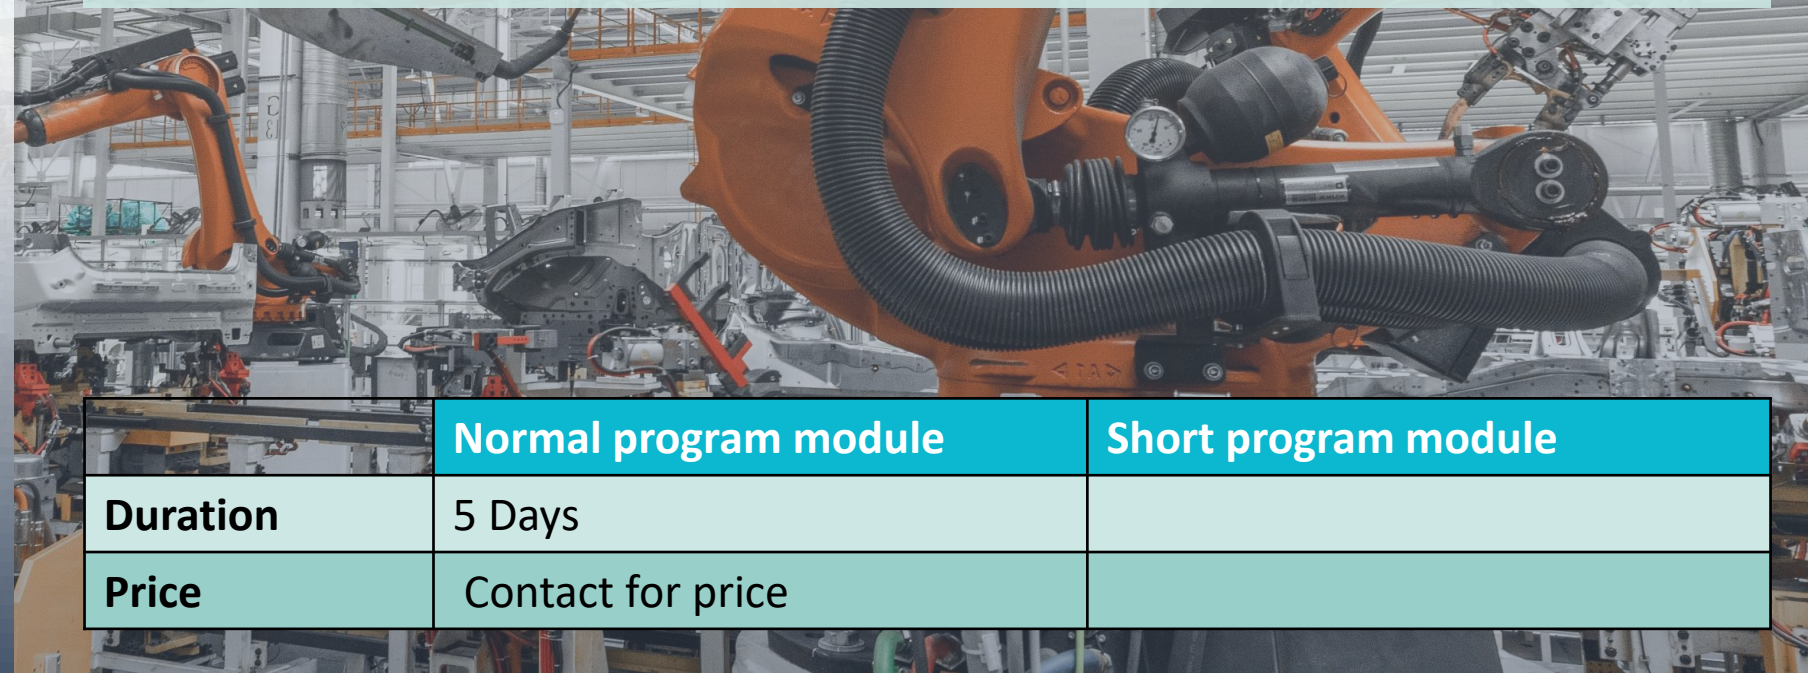 Normal program module
Short program module
Duration
5 Days
Price
Contact for price